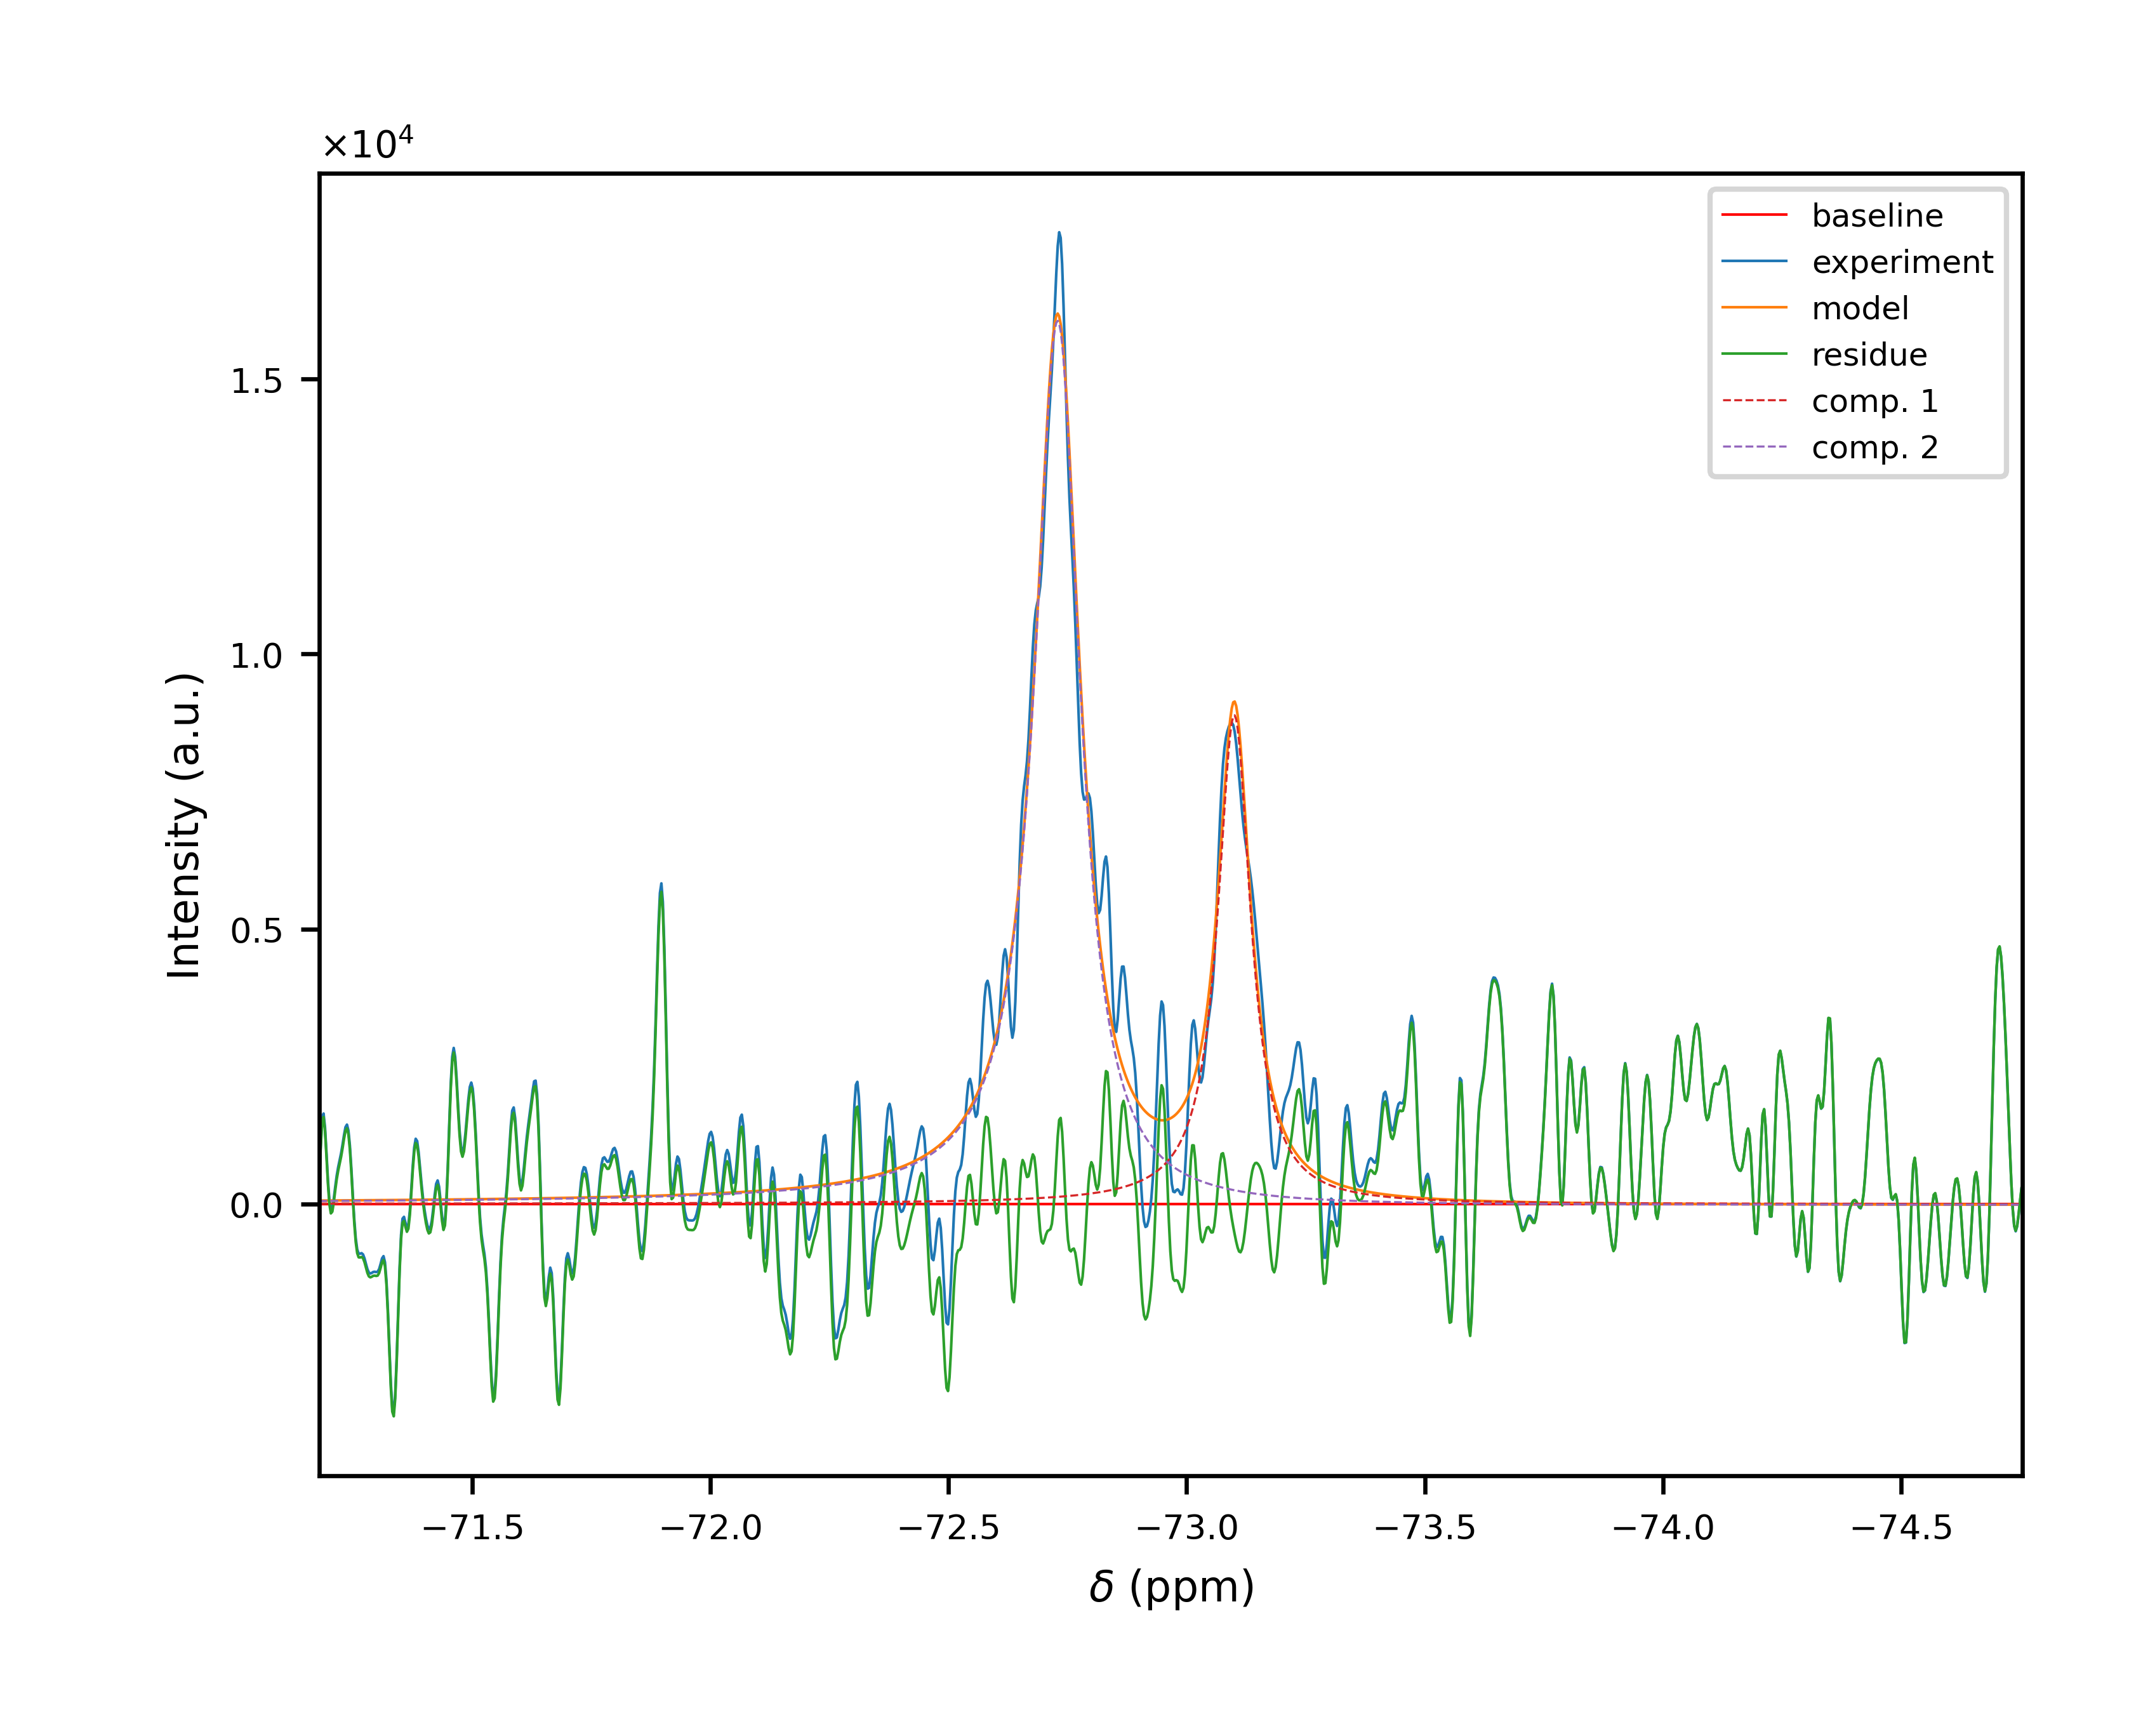 ×10⁴
baseline
experiment
model
residue
comp. 1
comp. 2
1.5
1.0
0.5
0.0
Intensity (a.u.)
−71.5 −72.0 −72.5 −73.0 −73.5 −74.0 −74.5
δ (ppm)